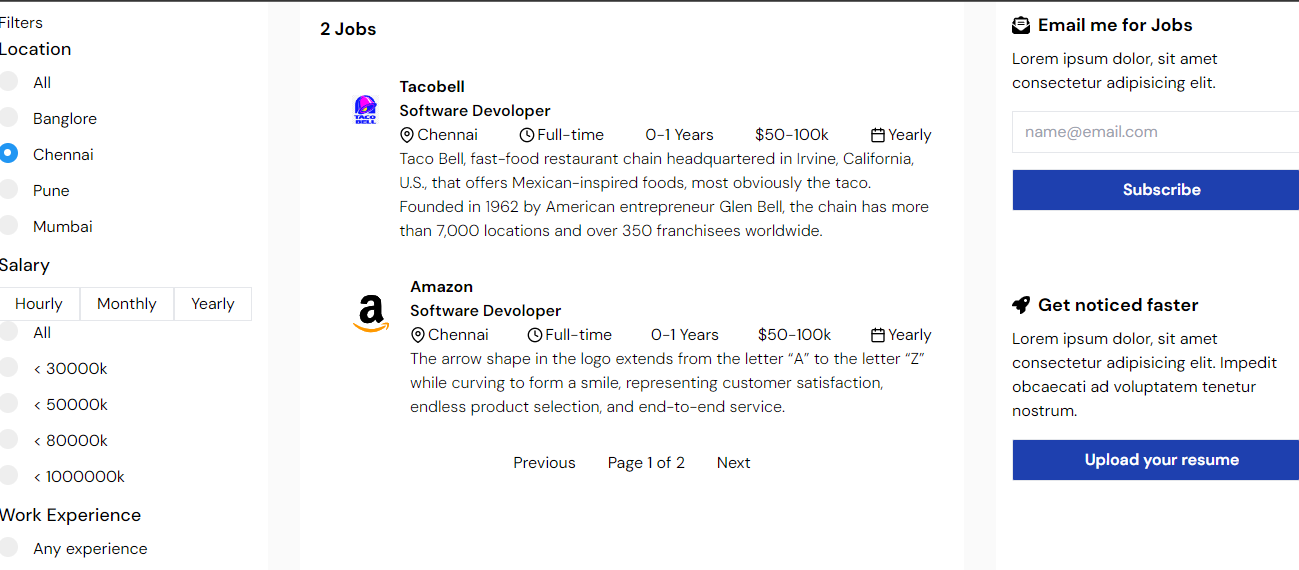 Filters
Location
All
Banglore
Chennai
Pune
Mumbai
Salary
Hourly Monthly Yearly
All
< 30000k
< 50000k
< 80000k
< 1000000k
Work Experience
Any experience
2 Jobs
TACO
BELL
Tacobell
Software Devoloper
Chennai Full-time 0-1 Years $50-100k Yearly
Taco Bell, fast-food restaurant chain headquartered in Irvine, California,
U.S., that offers Mexican-inspired foods, most obviously the taco.
Founded in 1962 by American entrepreneur Glen Bell, the chain has more
than 7,000 locations and over 350 franchisees worldwide.
a
Amazon
Software Devoloper
Chennai Full-time 0-1 Years $50-100k Yearly
The arrow shape in the logo extends from the letter “A” to the letter “Z”
while curving to form a smile, representing customer satisfaction,
endless product selection, and end-to-end service.
Previous Page 1 of 2 Next
Email me for Jobs
Lorem ipsum dolor, sit amet
consectetur adipisicing elit.
name@email.com
Subscribe
Get noticed faster
Lorem ipsum dolor, sit amet
consectetur adipisicing elit. Impedit
obcaecati ad voluptatem tenetur
nostrum.
Upload your resume